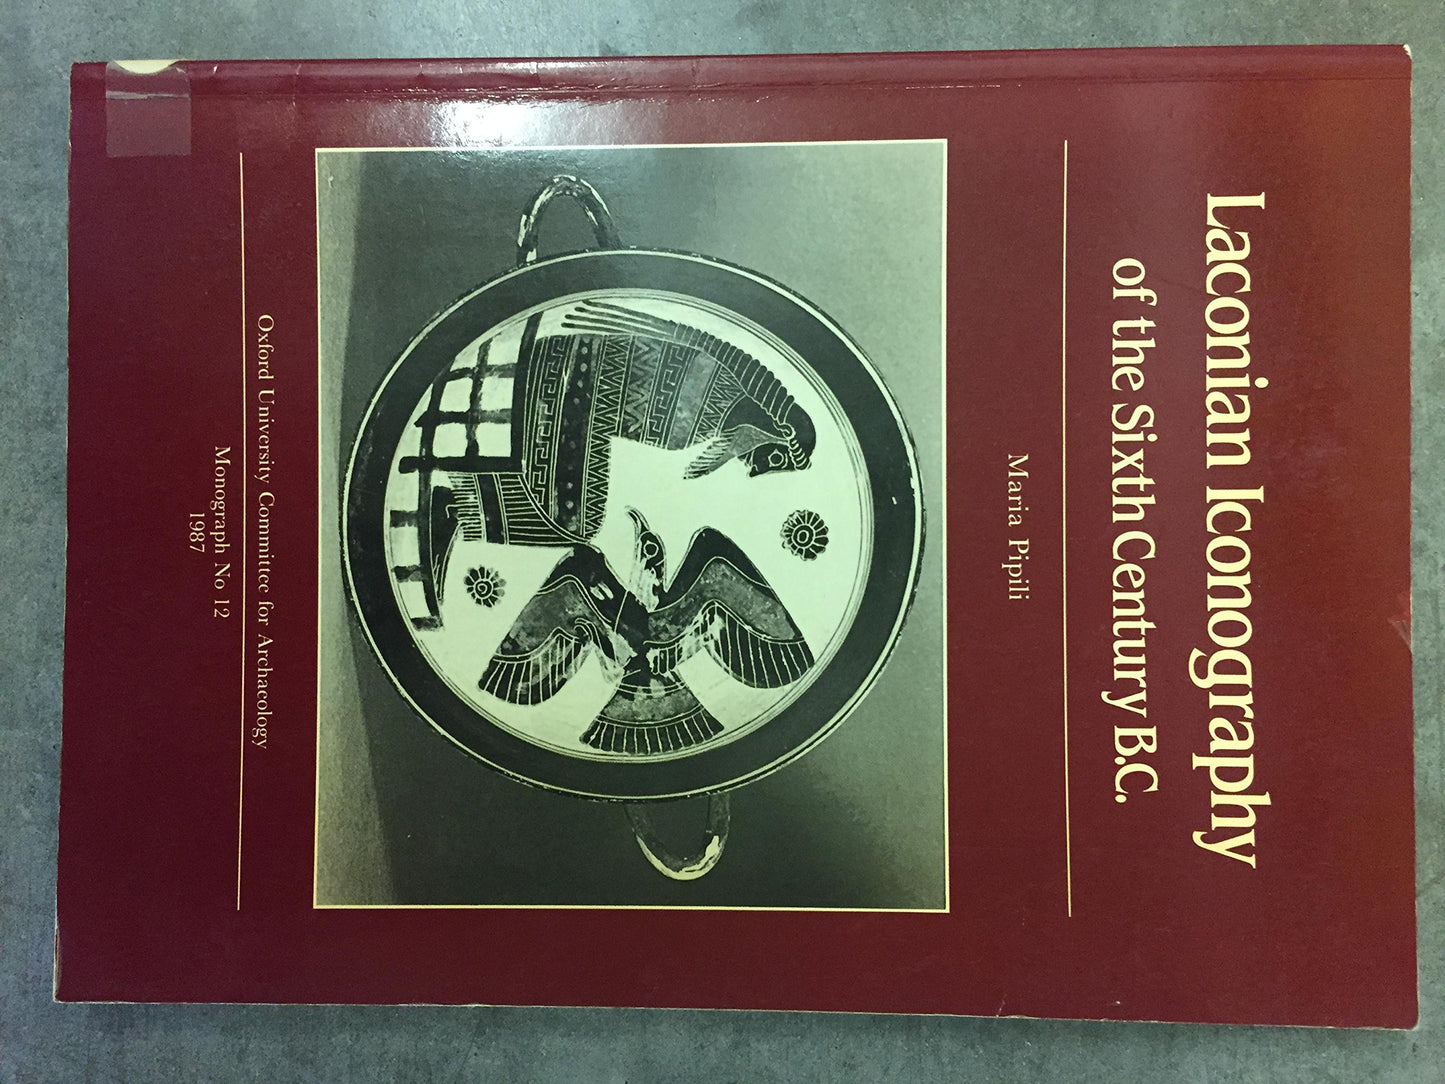 Laconian Iconography
of the Sixth Century B.C.
Maria Pipili
Oxford University Committee for Archaeology
Monograph No 12
1987